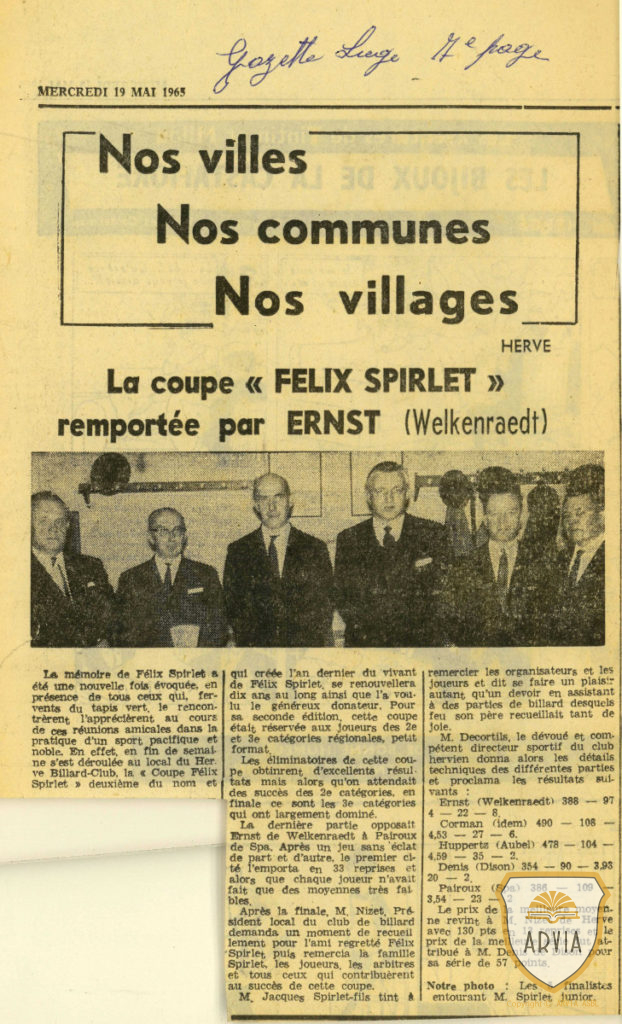 Gazette Liège 7e page
MERCREDI 19 MAI 1965
Nos villes
Nos communes
Nos villages
HERVE
La coupe « FELIX SPIRLET »
remportée par ERNST (Welkenraedt)
La mémoire de Félix Spirlet a
été une nouvelle fois évoquée, en
présence de tous ceux qui, fer-
vents du tapis vert, le rencon-
trèrent l'apprécièrent au cours
de ces réunions amicales dans la
pratique d'un sport pacifique et
noble. En effet, en fin de semai-
ne s'est déroulée au local du Her-
ve Billard-Club, la « Coupe Félix
Spirlet » deuxième du nom et
qui créée l'an dernier du vivant
de Félix Spirlet, se renouvellera
dix ans au long ainsi que l'a vou-
lu le généreux donateur. Pour
sa seconde édition, cette coupe
était réservée aux joueurs des 2e
et 3e catégories régionales, petit
format.
Les éliminatoires de cette cou-
pe obtinrent d'excellents résul-
tats mais alors qu'on attendait
des succès des 2e catégories, en
finale ce sont les 3e catégories
qui ont largement dominé.
La dernière partie opposait
Ernst de Welkenraedt à Pairoux
de Spa. Après un jeu sans éclat
de part et d'autre, le premier ci-
té l'emporta en 33 reprises et
alors, que chaque joueur n'avait
fait que des moyennes très fai-
bles.
Après la finale, M. Nizet, Pré-
sident local du club de billard
demanda un moment de recueil
lement pour l'ami regretté Félix
Spirlet, puis remercia la famille
Spirlet, les joueurs, les arbitres
et tous ceux qui contribuèrent
au succès de cette coupe.
M. Jacques Spirlet-fils tint à
remercier les organisateurs et les
joueurs et dit se faire un plaisir
autant qu'un devoir en assistant
à des parties de billard desquels
feu son père recueillait tant de
joie.
M. Decortils, le dévoué et com-
pétent directeur sportif du club
hervien donna alors les détails
techniques des différentes parties
et proclama les résultats sui-
vants :
Ernst (Welkenraedt) 388 — 97
4 — 22 — 8.
Corman (idem) 490 — 108 —
4,53 — 27 — 6.
Huppertz (Aubel) 478 — 104 —
4,59 — 35 — 2.
Denis (Dison) 354 — 90 — 3,93
20 — 2.
Pairoux (Spa) 386 — 109
3,54 — 23 — 2
Le prix de la meilleure moyen-
ne revint à M. Herve
avec 130 pts en et le
prix de la at-
tribué à M. Denis pour
sa série de 57 points.
Notre photo : Les finalistes
entourant M. Spirlet junior.
ARVIA